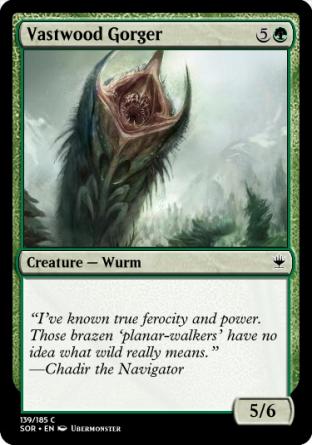 Vastwood Gorger 5
Creature — Wurm
“I’ve known true ferocity and power.
Those brazen ‘planar-walkers’ have no
idea what wild really means.”
—Chadir the Navigator
5/6
139/185 C
SOR • EN UBERMONSTER